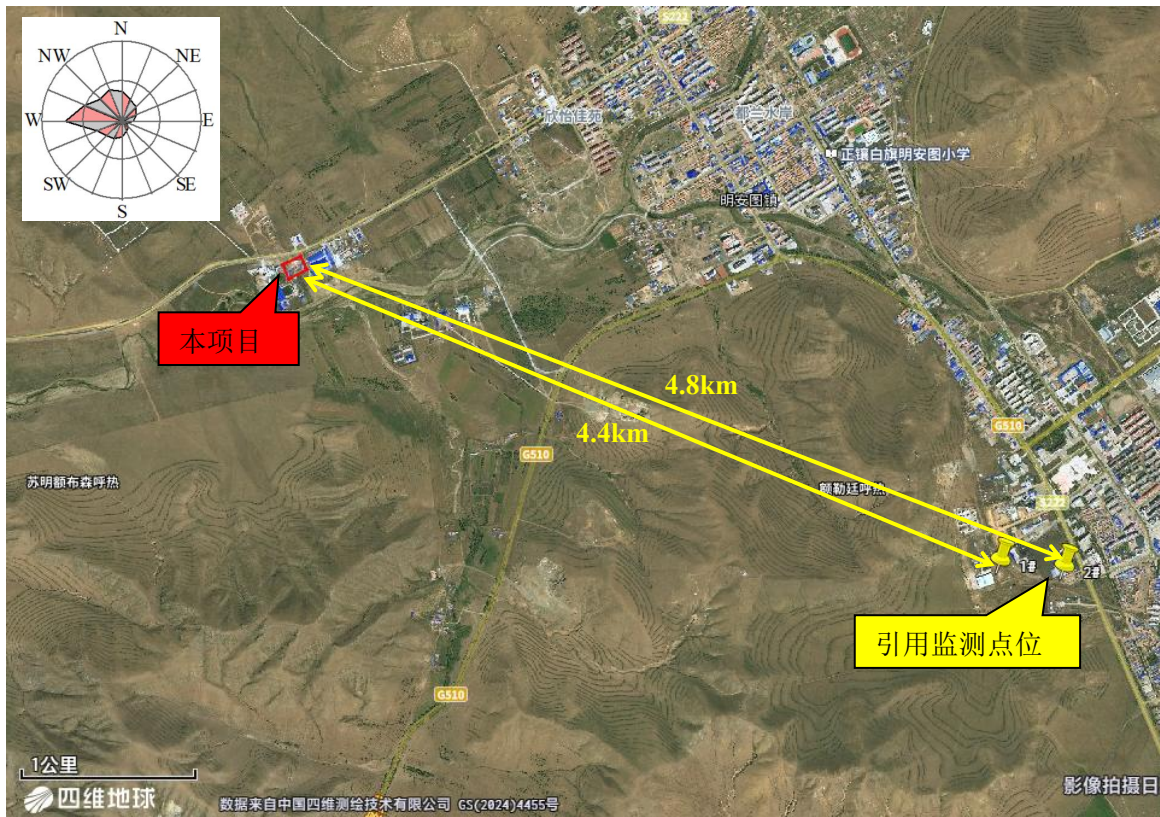 N
NW
NE
W
E
SW
SE
S
S222
欣怡佳苑
都兰水岸
正镶白旗明安图小学
明安图镇
本项目
4.8km
4.4km
G510
G510
苏明额布森呼热
额勒廷呼热
S222
1#
2#
引用监测点位
G510
1公里
四维地球
数据来自中国四维测绘技术有限公司 GS(2024)4455号
影像拍摄日